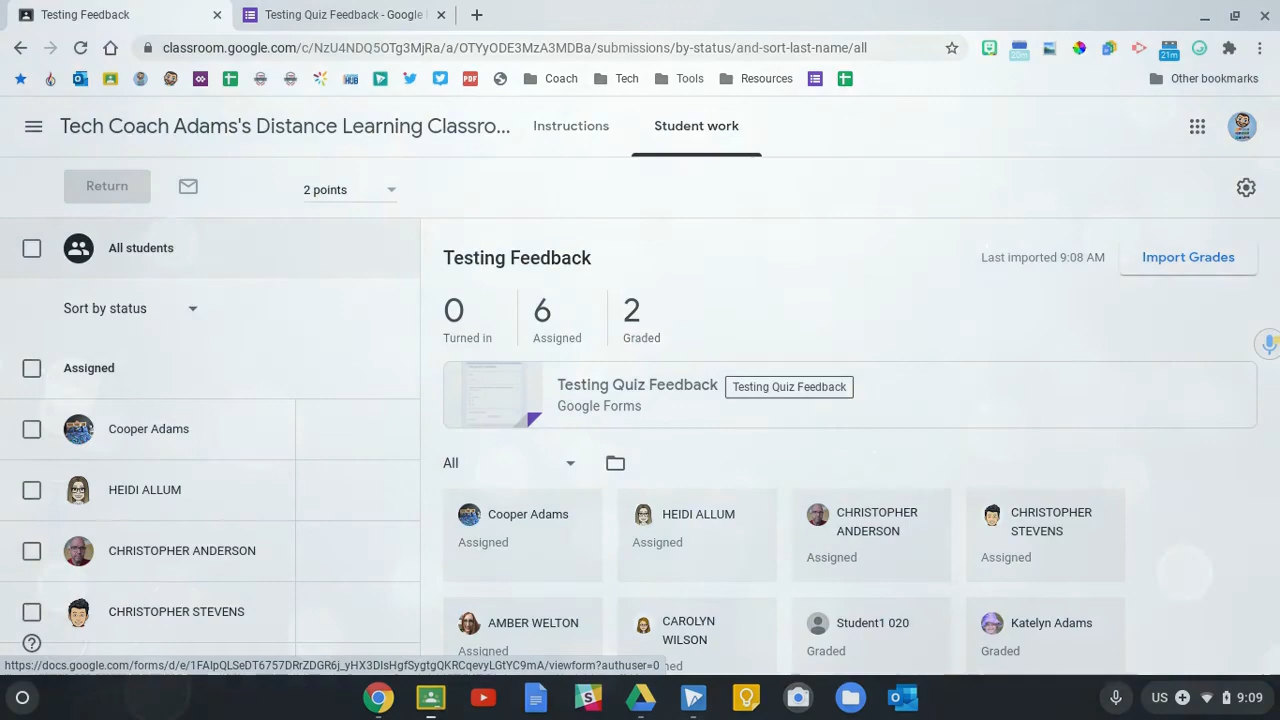 Testing Feedback
Testing Quiz Feedback - Google
classroom.google.com/c/NzU4NDQ5OTg3MjRa/a/OTYyODE3MzA3MDBa/submissions/by-status/and-sort-last-name/all
21m
HUB
PDF
Coach
Tech
Tools
Resources
Other bookmarks
Tech Coach Adams's Distance Learning Classro...
Instructions
Student work
Return
2 points
All students
Testing Feedback
Last imported 9:08 AM
Import Grades
Sort by status
0
6
2
Turned in
Assigned
Graded
Assigned
Testing Quiz Feedback
Testing Quiz Feedback
Google Forms
Cooper Adams
All
HEIDI ALLUM
Cooper Adams
Assigned
HEIDI ALLUM
Assigned
CHRISTOPHER
ANDERSON
Assigned
CHRISTOPHER
STEVENS
Assigned
CHRISTOPHER ANDERSON
CHRISTOPHER STEVENS
AMBER WELTON
CAROLYN
WILSON
Student1 020
Graded
Katelyn Adams
Graded
https://docs.google.com/forms/d/e/1FAIpQLSeDT6757DRrZDGR6j_yHX3DIsHgfSygtgQKRCqevyLGtYC9mA/viewform?authuser=0
US
9:09